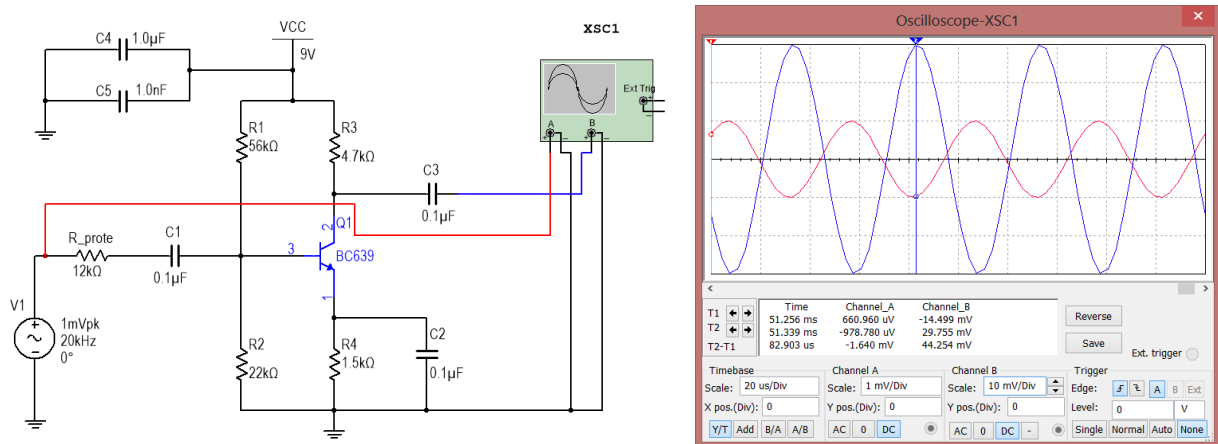 VCC
9V
C4
1.0µF
C5
1.0nF
R1
56kΩ
R3
4.7kΩ
C3
0.1µF
XSC1
Ext Trig
+
−
A
B
+
−
+
−
R_prote
12kΩ
C1
0.1µF
2
Q1
3
BC639
1
V1
1mVpk
20kHz
0°
R2
22kΩ
R4
1.5kΩ
C2
0.1µF
Oscilloscope-XSC1
×
1
2
<
>
T1
T2
T2-T1
Time Channel_A Channel_B
51.256 ms 660.960 uV -14.499 mV
51.339 ms -978.780 uV 29.755 mV
82.903 us -1.640 mV 44.254 mV
Reverse
Save
Ext. trigger
Timebase
Scale: 20 us/Div
X pos.(Div): 0
Y/T Add B/A A/B
Channel A
Scale: 1 mV/Div
Y pos.(Div): 0
AC 0 DC
Channel B
Scale: 10 mV/Div
Y pos.(Div): 0
AC 0 DC -
Trigger
Edge: A B Ext
Level: 0 V
Single Normal Auto None